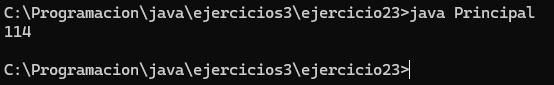 C:\Programacion\java\ejercicios3\ejercicio23>java Principal
114
C:\Programacion\java\ejercicios3\ejercicio23>